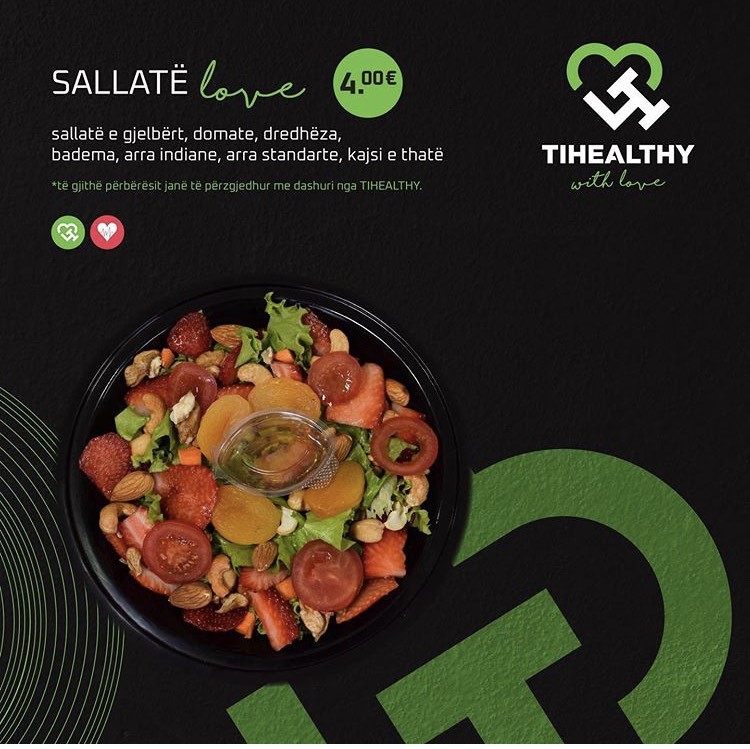 SALLATË love
4.00€
sallatë e gjelbërt, domate, dredhëza,
badema, arra indiane, arra standarte, kajsi e thatë
*të gjithë përbërësit janë të përzgjedhur me dashuri nga TIHEALTHY.
TIHEALTHY
with love